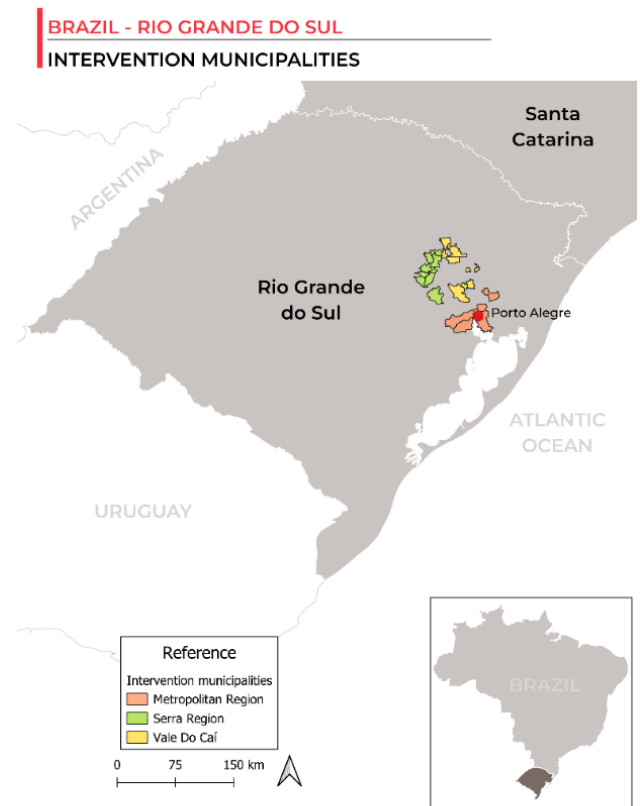 BRAZIL - RIO GRANDE DO SUL
INTERVENTION MUNICIPALITIES
Santa
Catarina
ARGENTINA
Rio Grande
do Sul
Porto Alegre
ATLANTIC
OCEAN
URUGUAY
Reference
Intervention municipalities
Metropolitan Region
Serra Region
Vale Do Caí
0 75 150 km
BRAZIL